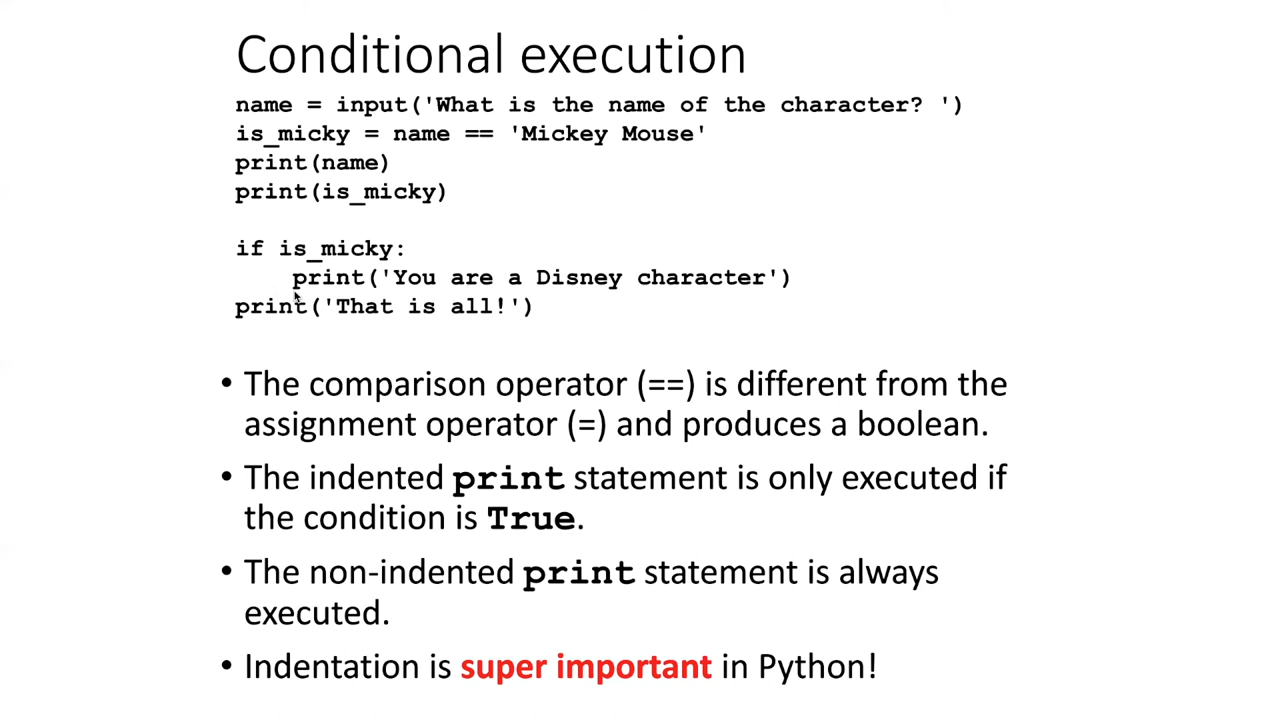 Conditional execution
name = input('What is the name of the character? ')
is_micky = name == 'Mickey Mouse'
print(name)
print(is_micky)
if is_micky:
    print('You are a Disney character')
print('That is all!')
• The comparison operator (==) is different from the
assignment operator (=) and produces a boolean.
• The indented print statement is only executed if
the condition is True.
• The non-indented print statement is always
executed.
• Indentation is super important in Python!